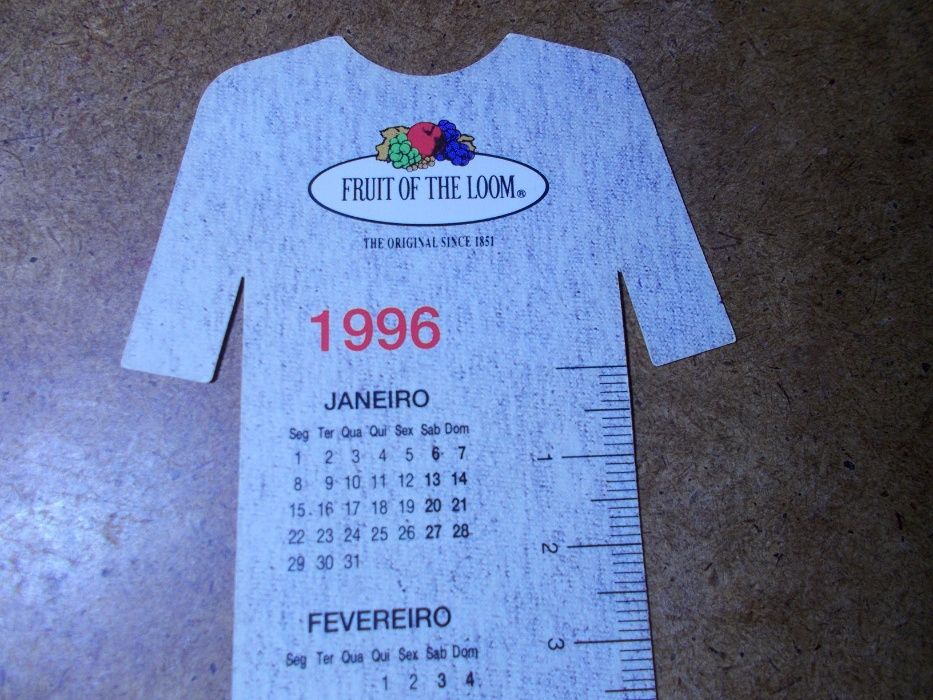 FRUIT OF THE LOOM®
THE ORIGINAL SINCE 1851
1996
JANEIRO
Seg Ter Qua Qui Sex Sab Dom
1 2 3 4 5 6 7
8 9 10 11 12 13 14
15 16 17 18 19 20 21
22 23 24 25 26 27 28
29 30 31
FEVEREIRO
Seg Ter Qua Qui Sex Sab Dom
1 2 3 4
1
2
3